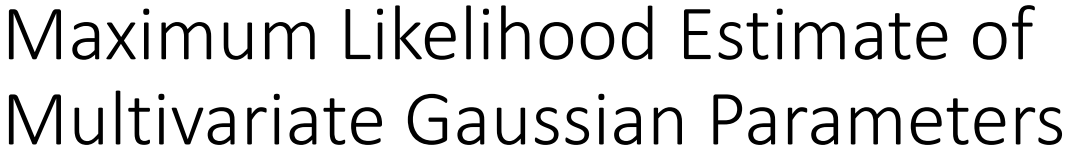 Maximum Likelihood Estimate of
Multivariate Gaussian Parameters